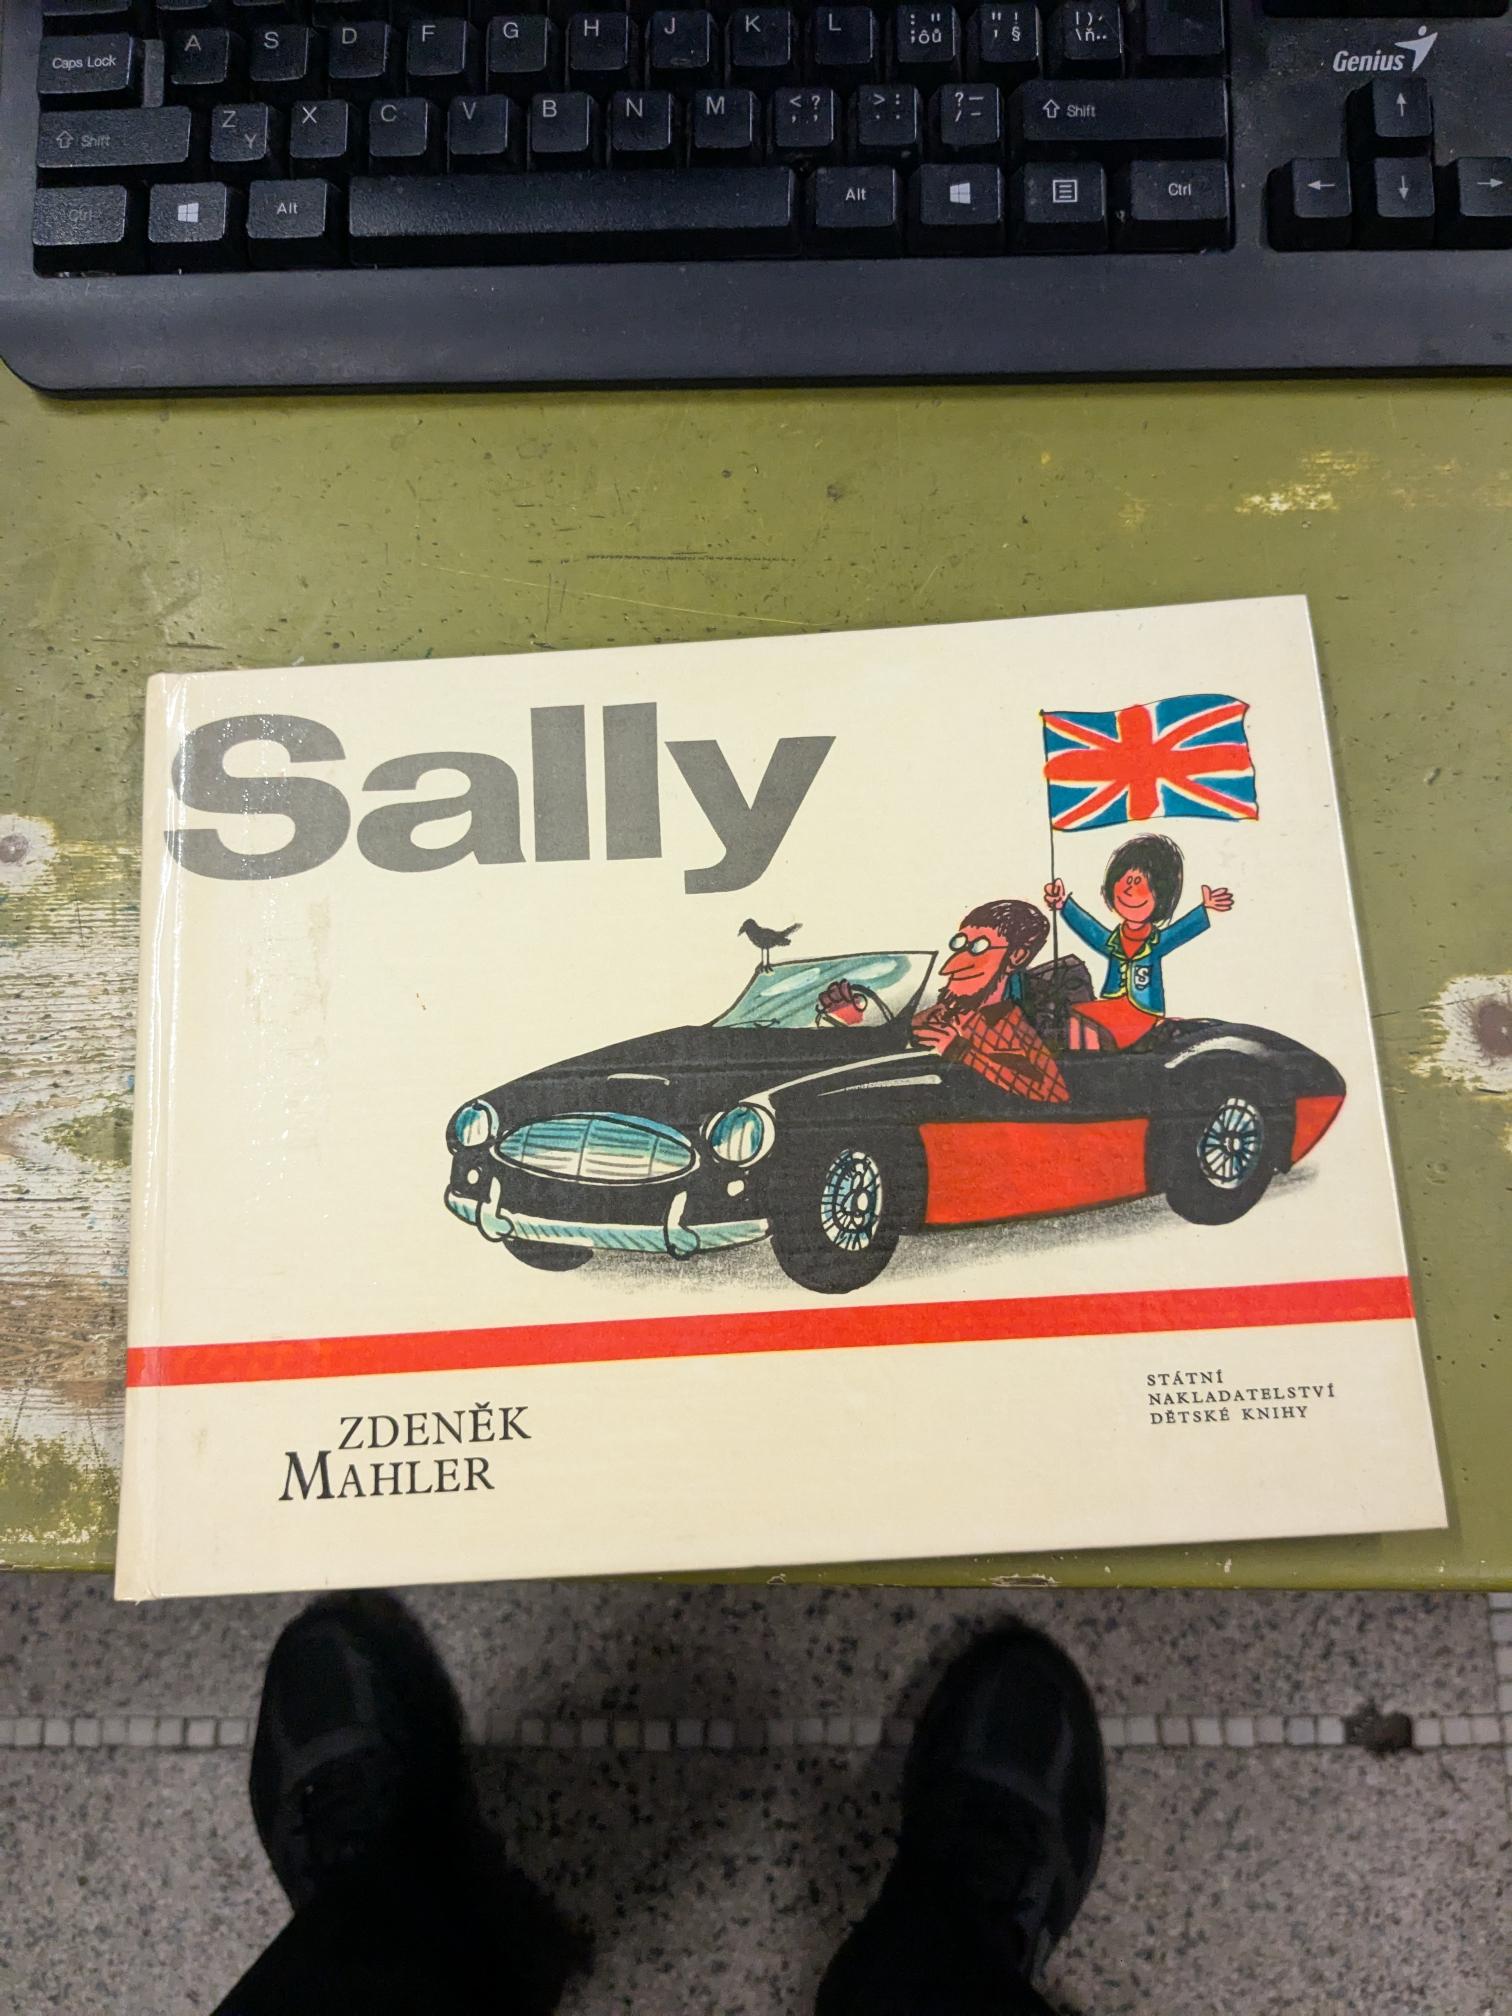 Caps Lock A S D F G H J K L : " ; ô ů " ! ' § | ) ' \ ň ..
Genius
Shift Z Y X C V B N M < ? , ; > : . : ? _ / - Shift
Ctrl Alt Alt Ctrl
Sally
S
STÁTNÍ
NAKLADATELSTVÍ
DĚTSKÉ KNIHY
ZDENĚK
MAHLER